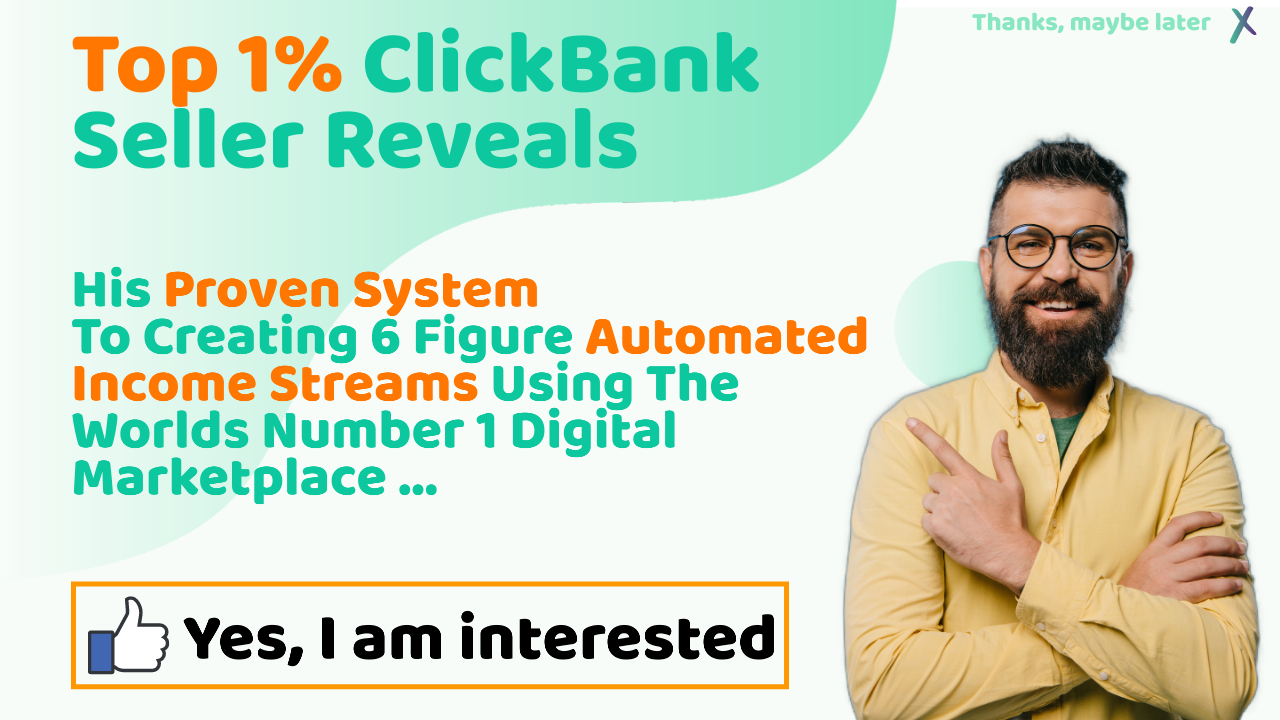 Thanks, maybe later X
Top 1% ClickBank
Seller Reveals
His Proven System
To Creating 6 Figure Automated
Income Streams Using The
Worlds Number 1 Digital
Marketplace ...
Yes, I am interested